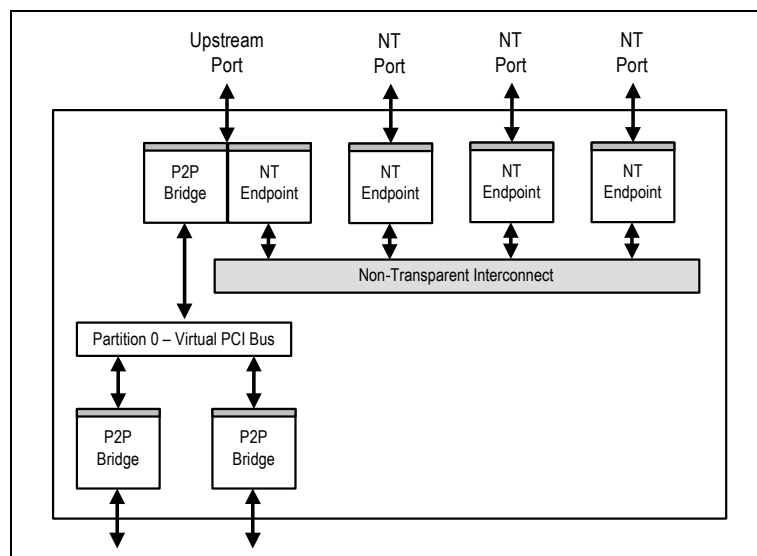 Upstream
Port
NT
Port
NT
Port
NT
Port
P2P
Bridge
NT
Endpoint
NT
Endpoint
NT
Endpoint
NT
Endpoint
Non-Transparent Interconnect
Partition 0 – Virtual PCI Bus
P2P
Bridge
P2P
Bridge